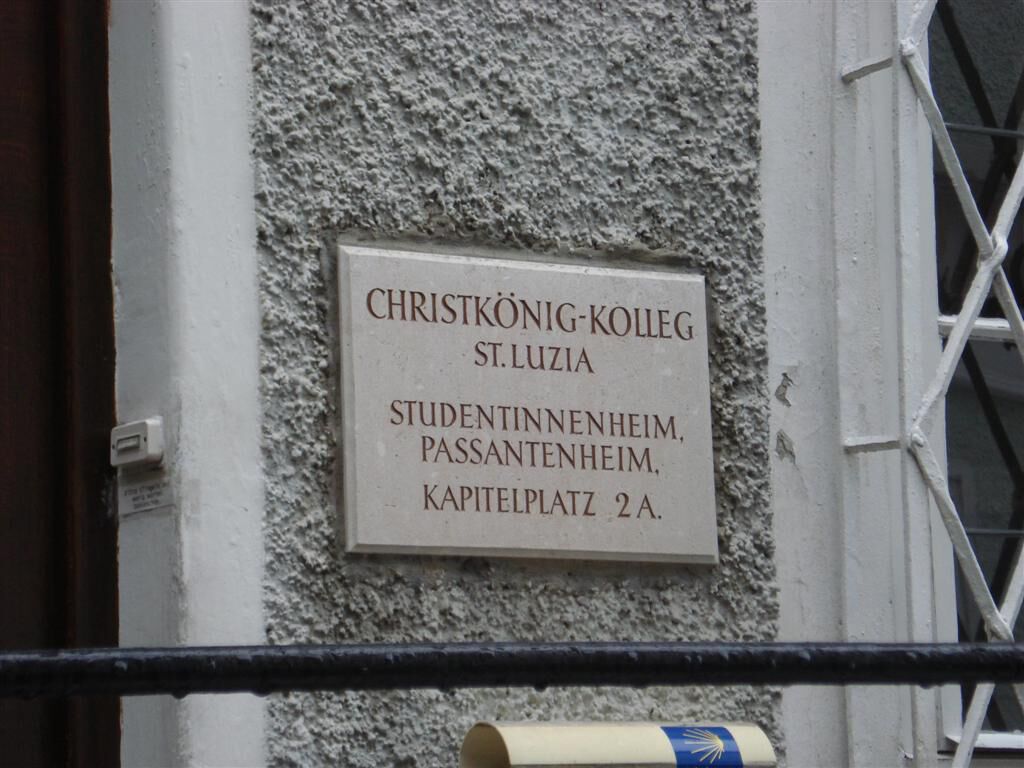 CHRISTKÖNIG-KOLLEG
ST. LUZIA
STUDENTINNENHEIM,
PASSANTENHEIM,
KAPITELPLATZ 2 A.